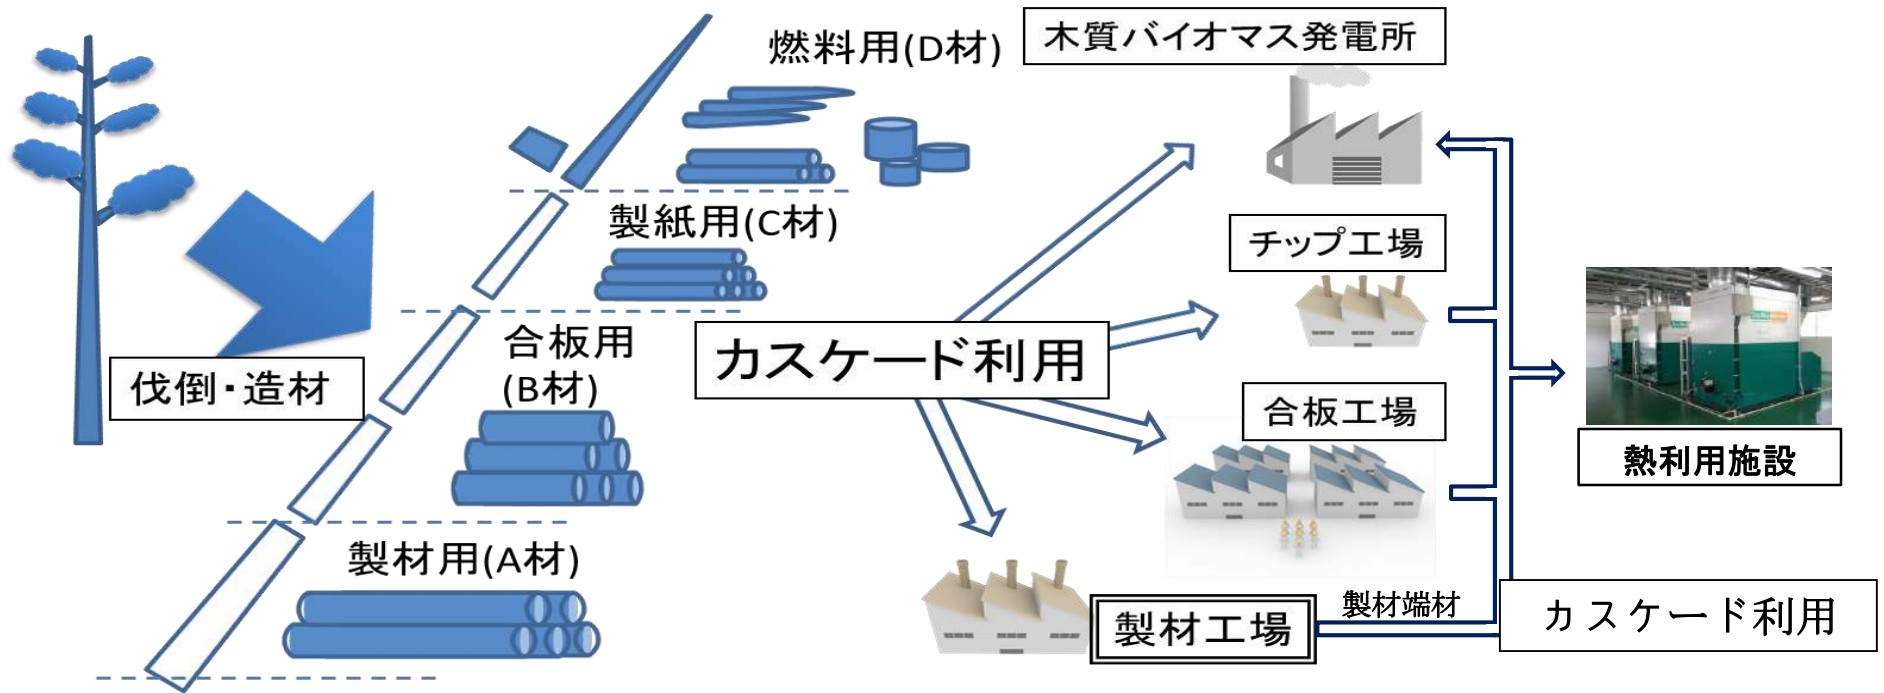 燃料用(D材)
木質バイオマス発電所
製紙用(C材)
チップ工場
合板用
(B材)
カスケード利用
伐倒・造材
合板工場
熱利用施設
製材用(A材)
製材端材
製材工場
カスケード利用